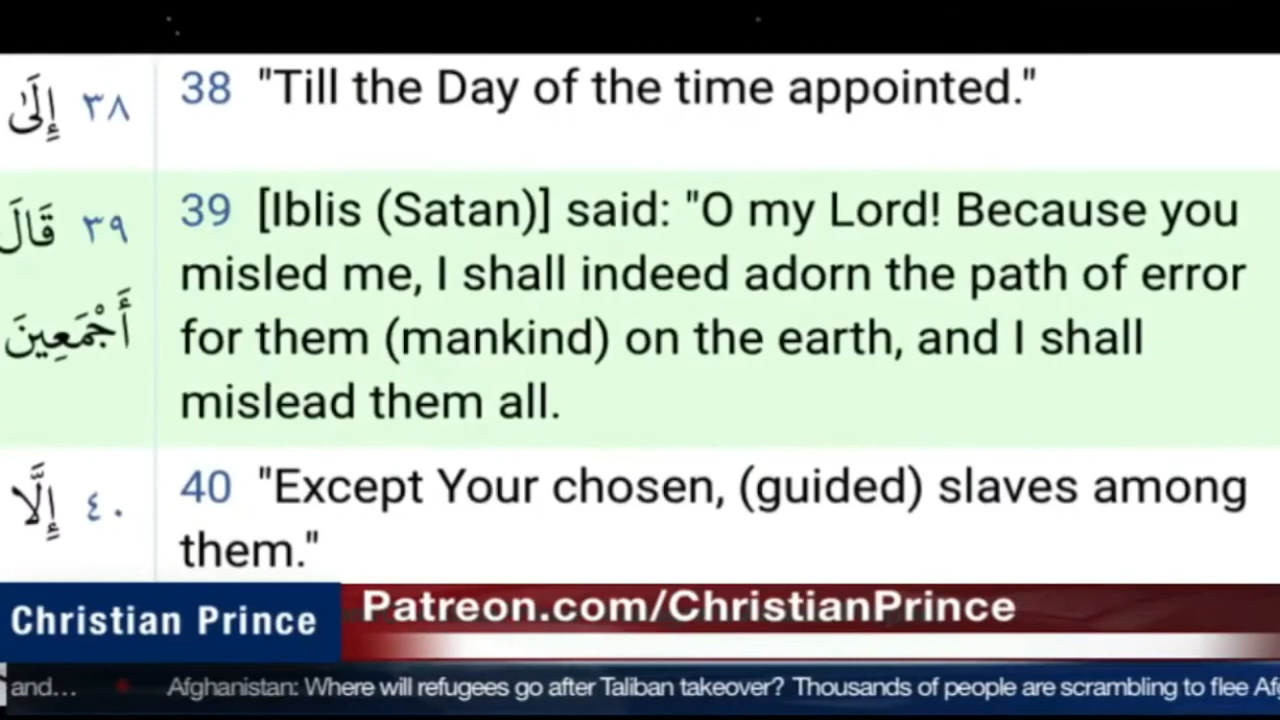 إِلَىٰ ٣٨ 38 "Till the Day of the time appointed."
قَالَ ٣٩ 39 [Iblis (Satan)] said: "O my Lord! Because you
misled me, I shall indeed adorn the path of error
أَجْمَعِينَ for them (mankind) on the earth, and I shall
mislead them all.
إِلَّا ٤٠ 40 "Except Your chosen, (guided) slaves among
them."
Christian Prince Patreon.com/ChristianPrince
and... Afghanistan: Where will refugees go after Taliban takeover? Thousands of people are scrambling to flee Af